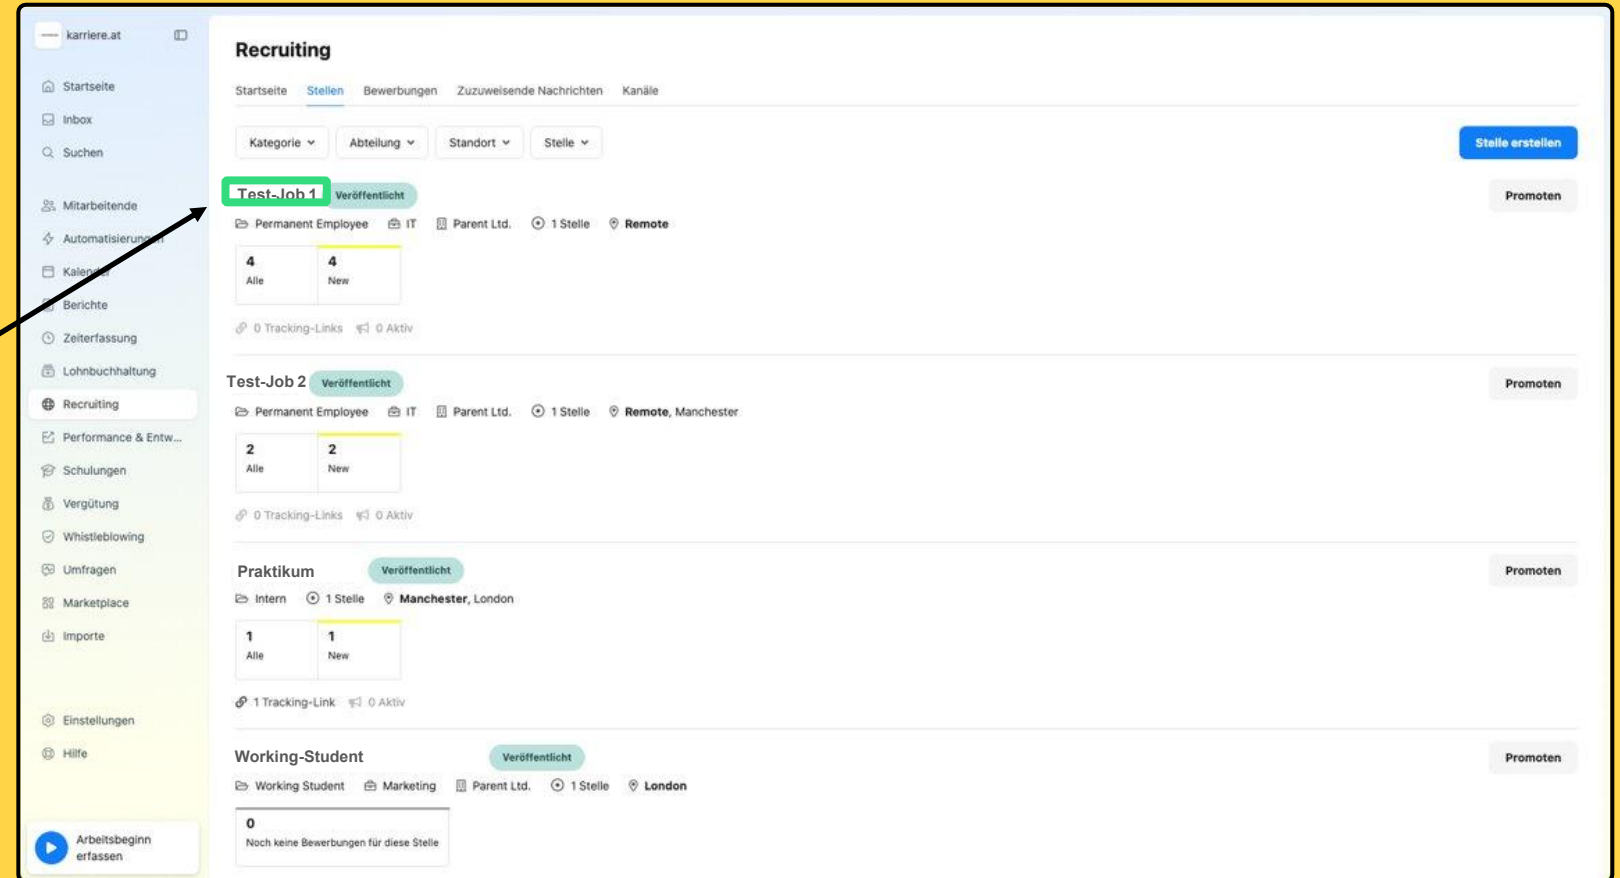 karriere.at
Startseite
Inbox
Suchen
Mitarbeitende
Automatisierungen
Kalender
Berichte
Zeiterfassung
Lohnbuchhaltung
Recruiting
Performance & Entw...
Schulungen
Vergütung
Whistleblowing
Umfragen
Marketplace
Importe
Einstellungen
Hilfe
Arbeitsbeginn
erfassen
Recruiting
Startseite Stellen Bewerbungen Zuzuweisende Nachrichten Kanäle
Kategorie Abteilung Standort Stelle Stelle erstellen
Test-Job 1 Veröffentlicht Promoten
Permanent Employee IT Parent Ltd. 1 Stelle Remote
4 4
Alle New
0 Tracking-Links 0 Aktiv
Test-Job 2 Veröffentlicht Promoten
Permanent Employee IT Parent Ltd. 1 Stelle Remote, Manchester
2 2
Alle New
0 Tracking-Links 0 Aktiv
Praktikum Veröffentlicht Promoten
Intern 1 Stelle Manchester, London
1 1
Alle New
1 Tracking-Link 0 Aktiv
Working-Student Veröffentlicht Promoten
Working Student Marketing Parent Ltd. 1 Stelle London
0
Noch keine Bewerbungen für diese Stelle